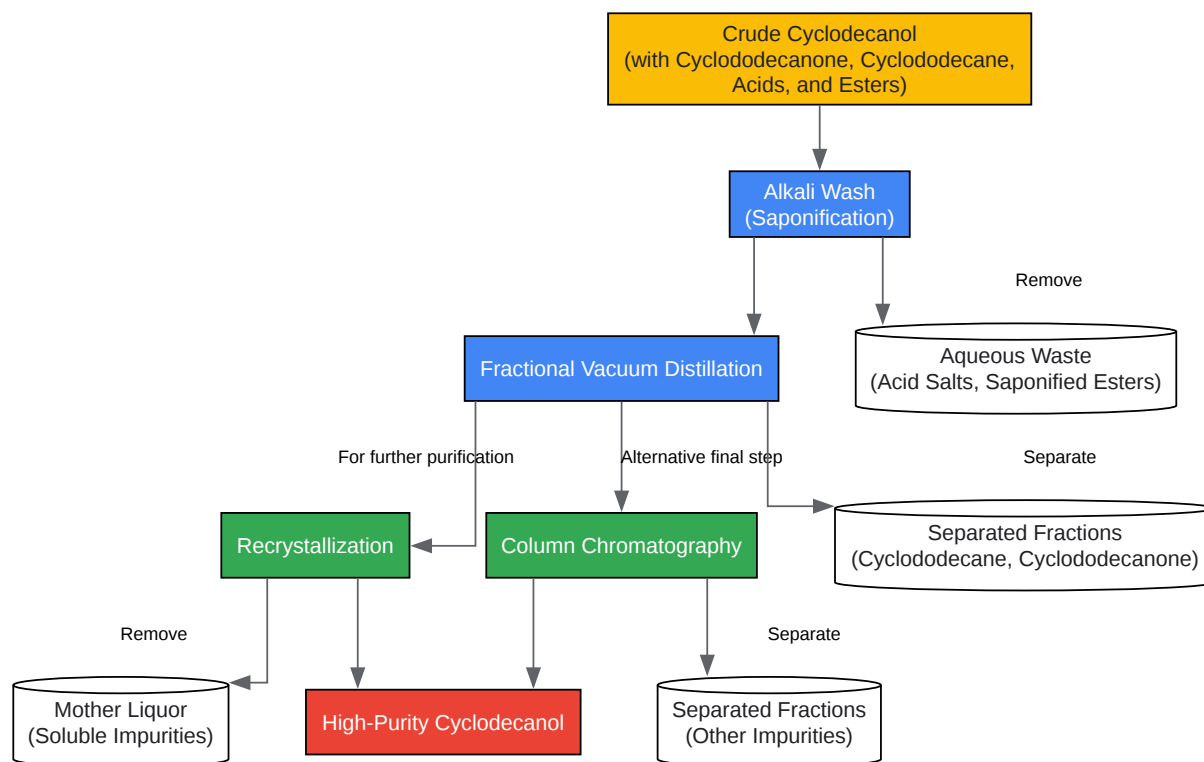 Crude Cyclodecanol
(with Cyclododecanone, Cyclododecane,
Acids, and Esters)
Alkali Wash
(Saponification)
Remove
Aqueous Waste
(Acid Salts, Saponified Esters)
Fractional Vacuum Distillation
For further purification
Alternative final step
Separate
Separated Fractions
(Cyclododecane, Cyclododecanone)
Recrystallization
Column Chromatography
Remove
Separate
Mother Liquor
(Soluble Impurities)
High-Purity Cyclodecanol
Separated Fractions
(Other Impurities)